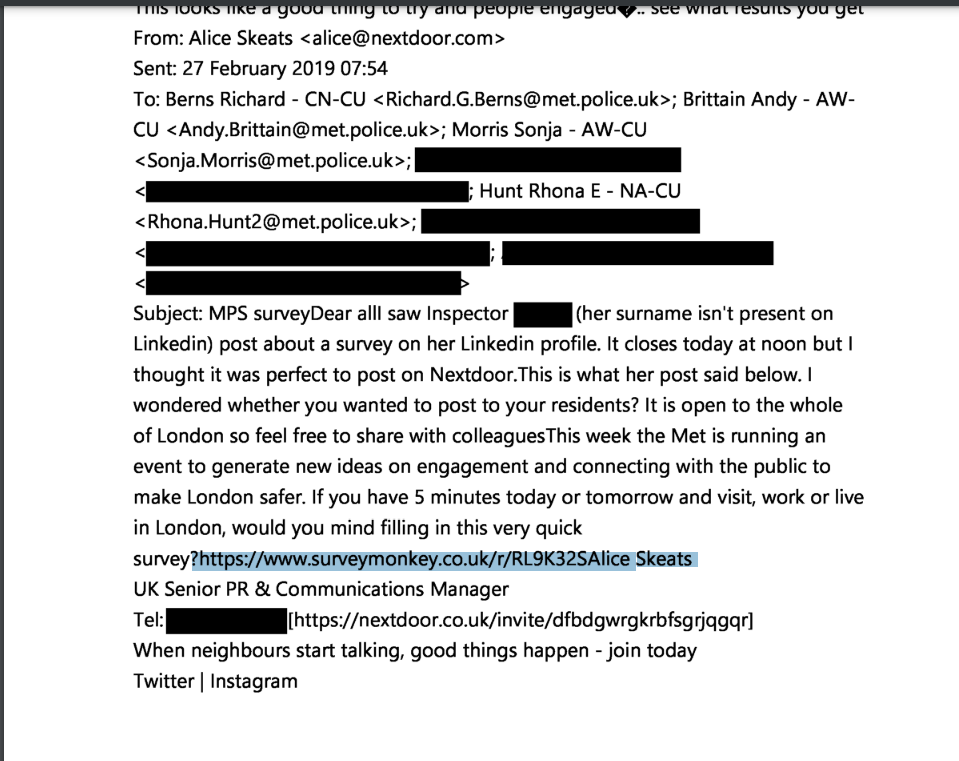 This looks like a good thing to try and people engaged�.. see what results you get
From: Alice Skeats <alice@nextdoor.com>
Sent: 27 February 2019 07:54
To: Berns Richard - CN-CU <Richard.G.Berns@met.police.uk>; Brittain Andy - AW-
CU <Andy.Brittain@met.police.uk>; Morris Sonja - AW-CU
<Sonja.Morris@met.police.uk>;
<; Hunt Rhona E - NA-CU
<Rhona.Hunt2@met.police.uk>;
<;
<>
Subject: MPS surveyDear allI saw Inspector (her surname isn't present on
Linkedin) post about a survey on her Linkedin profile. It closes today at noon but I
thought it was perfect to post on Nextdoor.This is what her post said below. I
wondered whether you wanted to post to your residents? It is open to the whole
of London so feel free to share with colleaguesThis week the Met is running an
event to generate new ideas on engagement and connecting with the public to
make London safer. If you have 5 minutes today or tomorrow and visit, work or live
in London, would you mind filling in this very quick
survey?https://www.surveymonkey.co.uk/r/RL9K32SAlice Skeats
UK Senior PR & Communications Manager
Tel: [https://nextdoor.co.uk/invite/dfbdgwrgkrbfsgrjqgqr]
When neighbours start talking, good things happen - join today
Twitter | Instagram